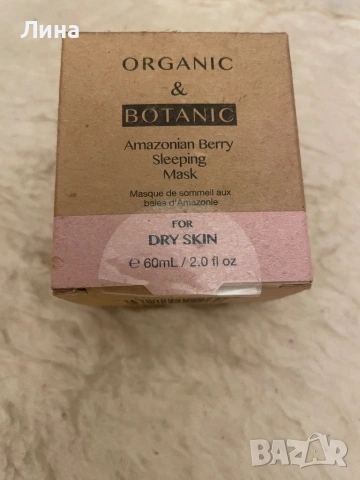 Лина
ORGANIC
&
BOTANIC
Amazonian Berry
Sleeping
Mask
Masque de sommeil aux
baies d'Amazonie
FOR
DRY SKIN
e 60mL / 2.0 fl oz
BAZAR